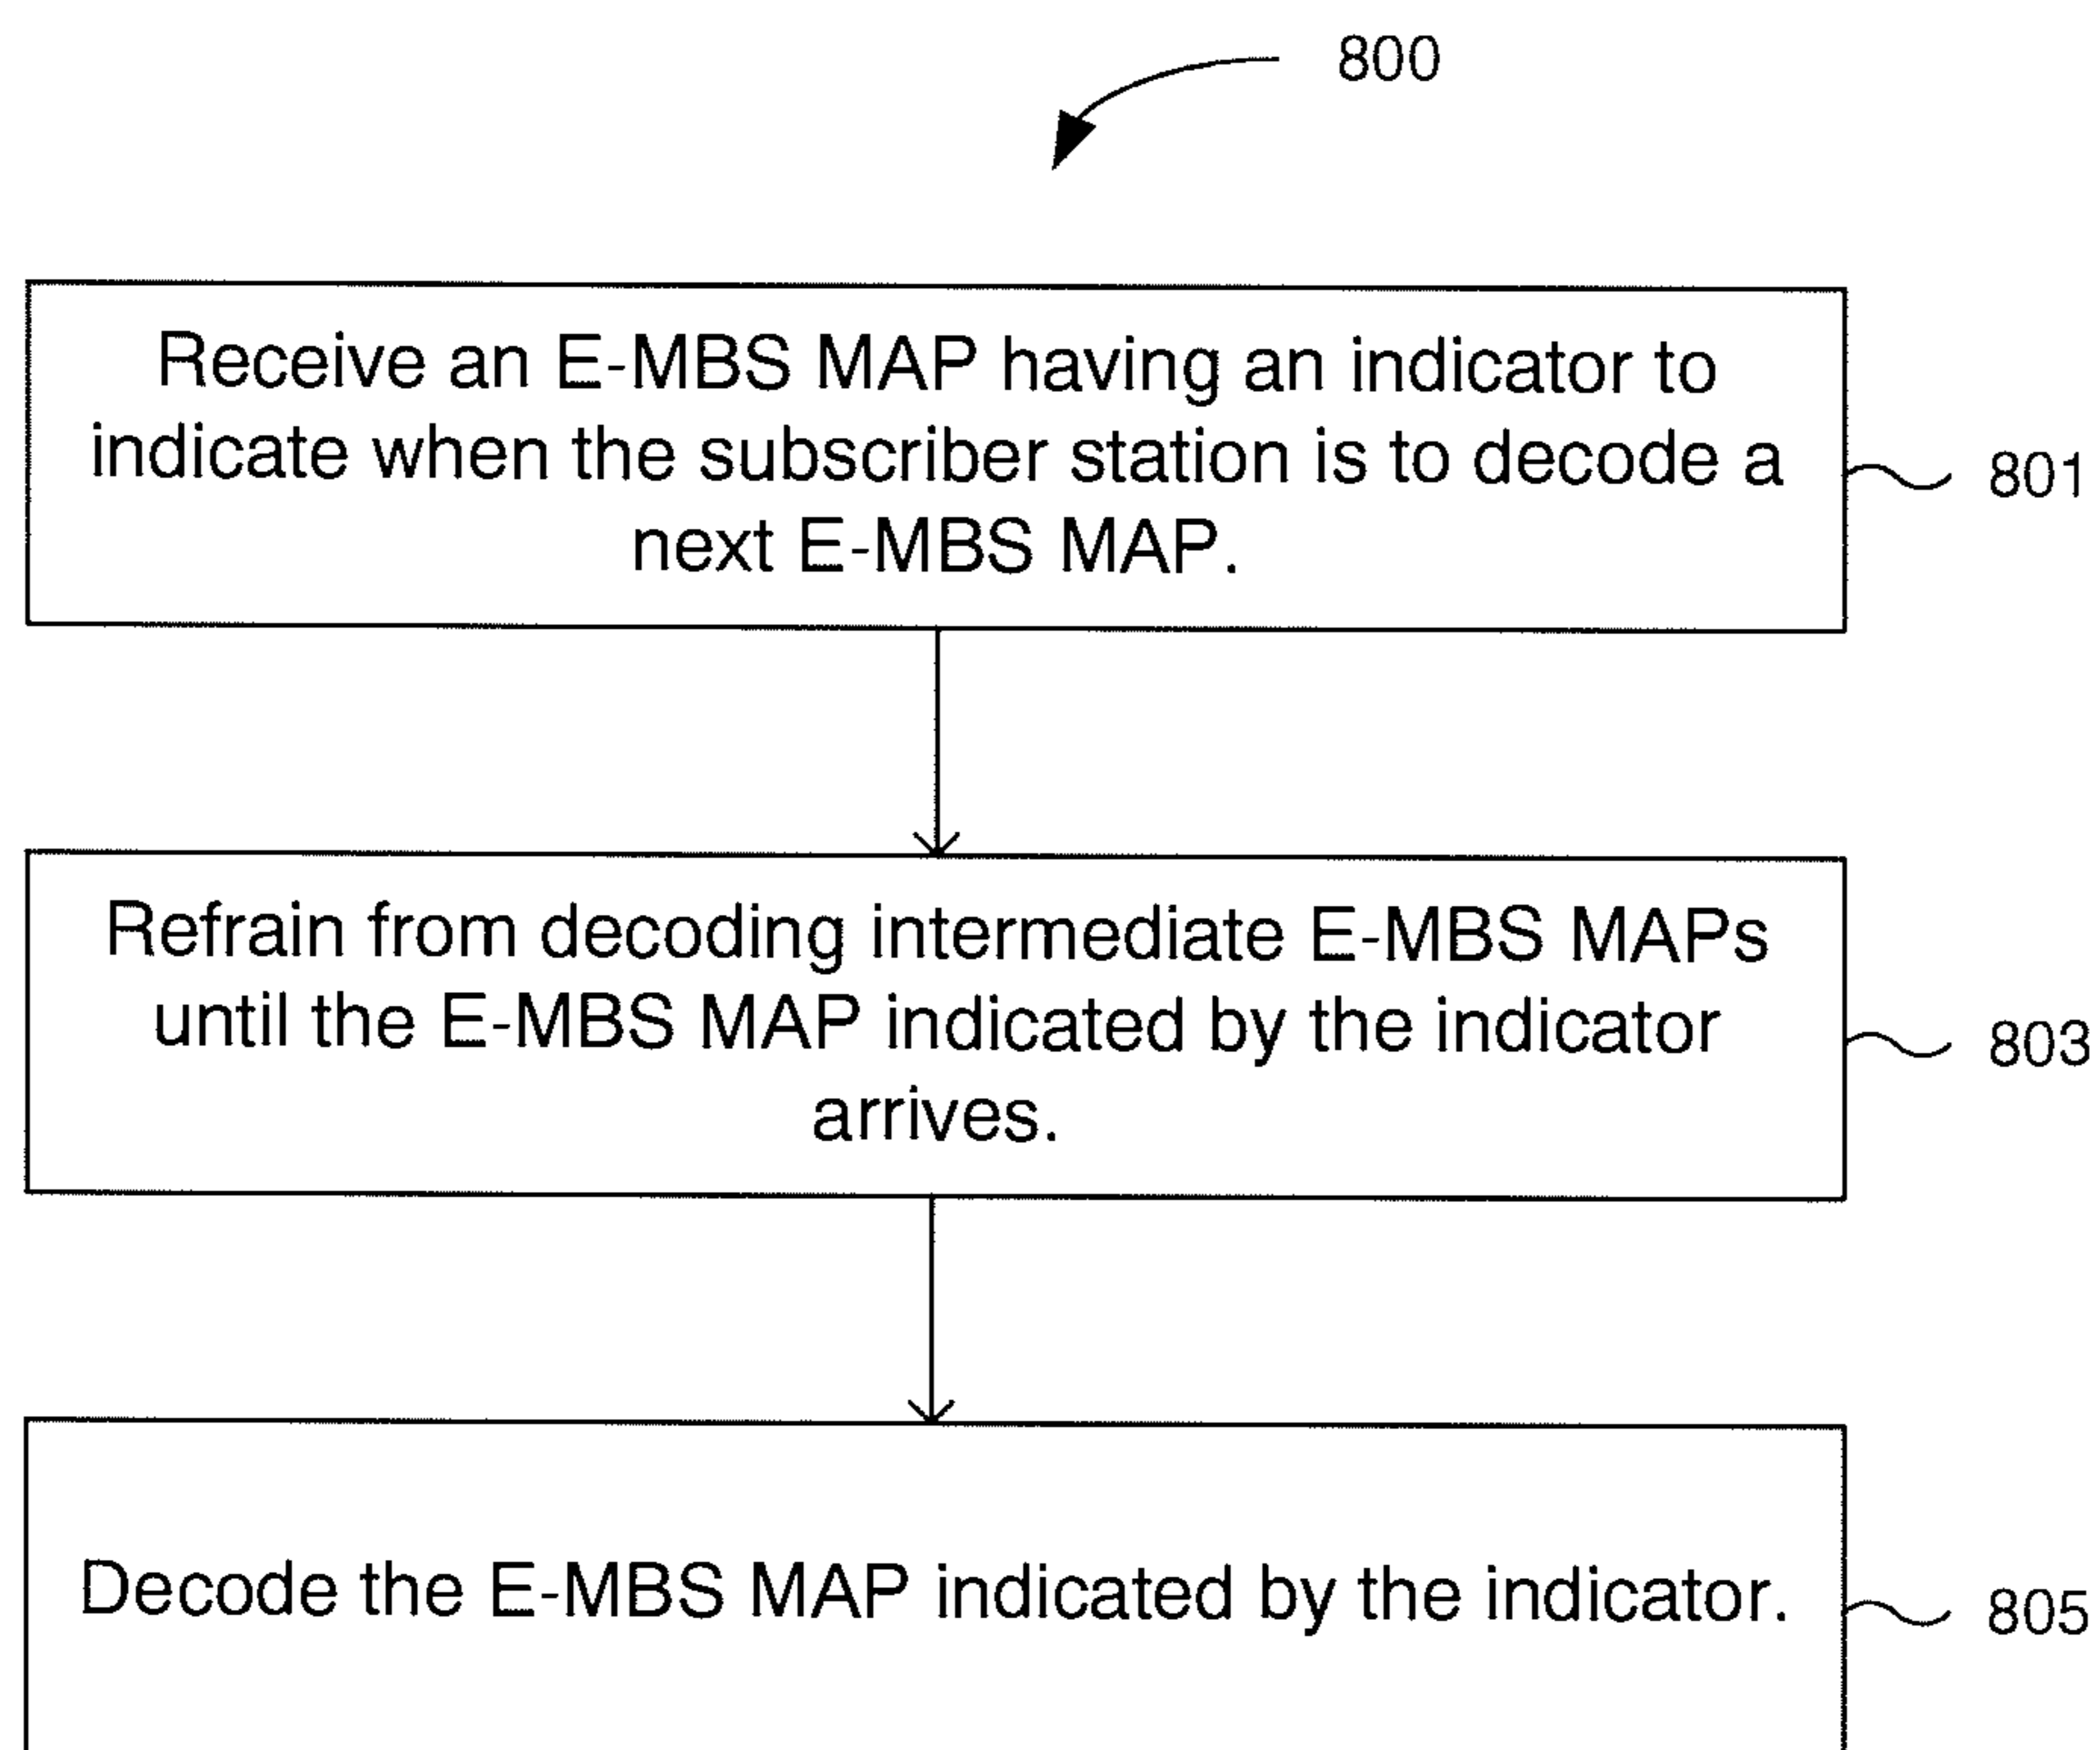 800
Receive an E-MBS MAP having an indicator to
indicate when the subscriber station is to decode a
next E-MBS MAP.
801
Refrain from decoding intermediate E-MBS MAPs
until the E-MBS MAP indicated by the indicator
arrives.
803
Decode the E-MBS MAP indicated by the indicator.
805